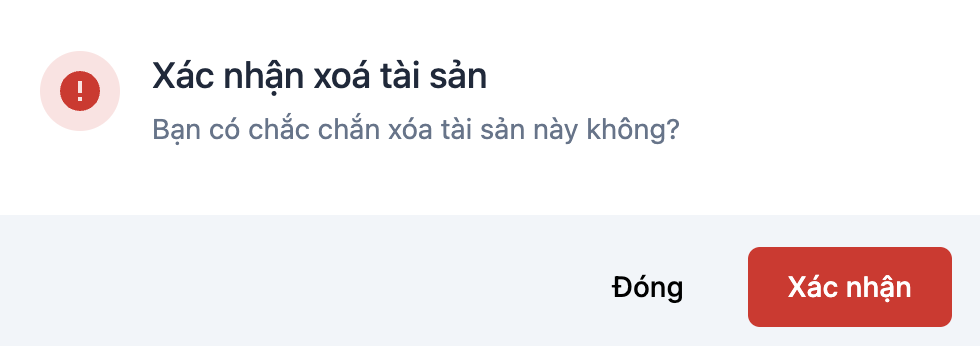 Xác nhận xoá tài sản
Bạn có chắc chắn xóa tài sản này không?
Đóng
Xác nhận